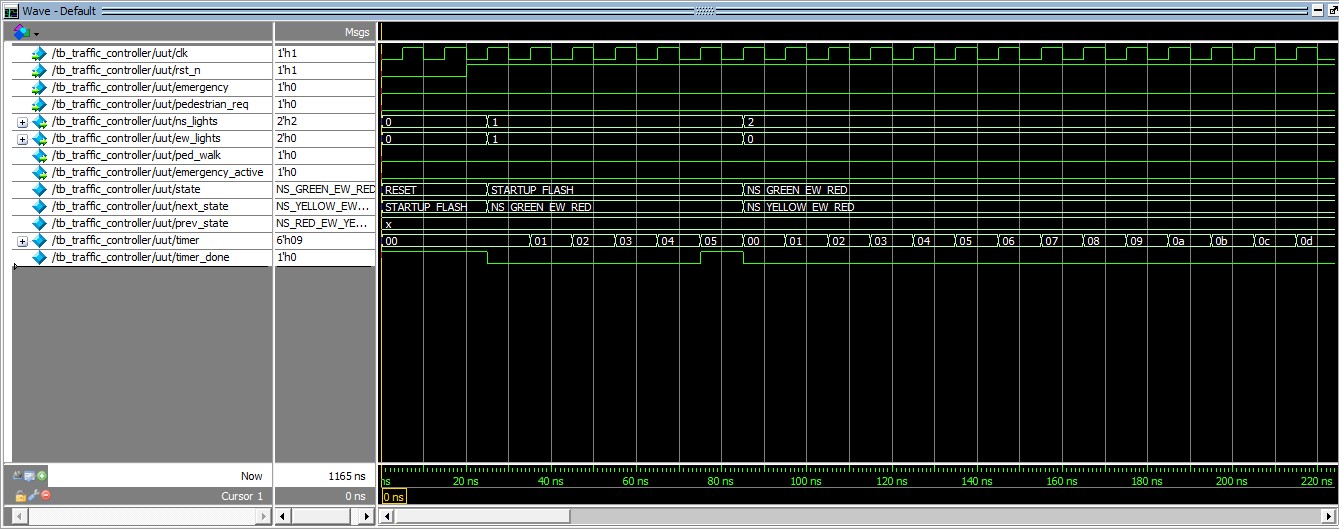 Wave - Default
Msgs
/tb_traffic_controller/uut/clk 1'h1
/tb_traffic_controller/uut/rst_n 1'h1
/tb_traffic_controller/uut/emergency 1'h0
/tb_traffic_controller/uut/pedestrian_req 1'h0
/tb_traffic_controller/uut/ns_lights 2'h2 0 1 2
/tb_traffic_controller/uut/ew_lights 2'h0 0 1 0
/tb_traffic_controller/uut/ped_walk 1'h0
/tb_traffic_controller/uut/emergency_active 1'h0
/tb_traffic_controller/uut/state NS_GREEN_EW_RED RESET STARTUP_FLASH NS_GREEN_EW_RED
/tb_traffic_controller/uut/next_state NS_YELLOW_EW... STARTUP_FLASH NS_GREEN_EW_RED NS_YELLOW_EW_RED
/tb_traffic_controller/uut/prev_state NS_RED_EW_YE... x
/tb_traffic_controller/uut/timer 6'h09 00 01 02 03 04 05 00 01 02 03 04 05 06 07 08 09 0a 0b 0c 0d
/tb_traffic_controller/uut/timer_done 1'h0
Now 1165 ns ns 20 ns 40 ns 60 ns 80 ns 100 ns 120 ns 140 ns 160 ns 180 ns 200 ns 220 ns
Cursor 1 0 ns 0 ns